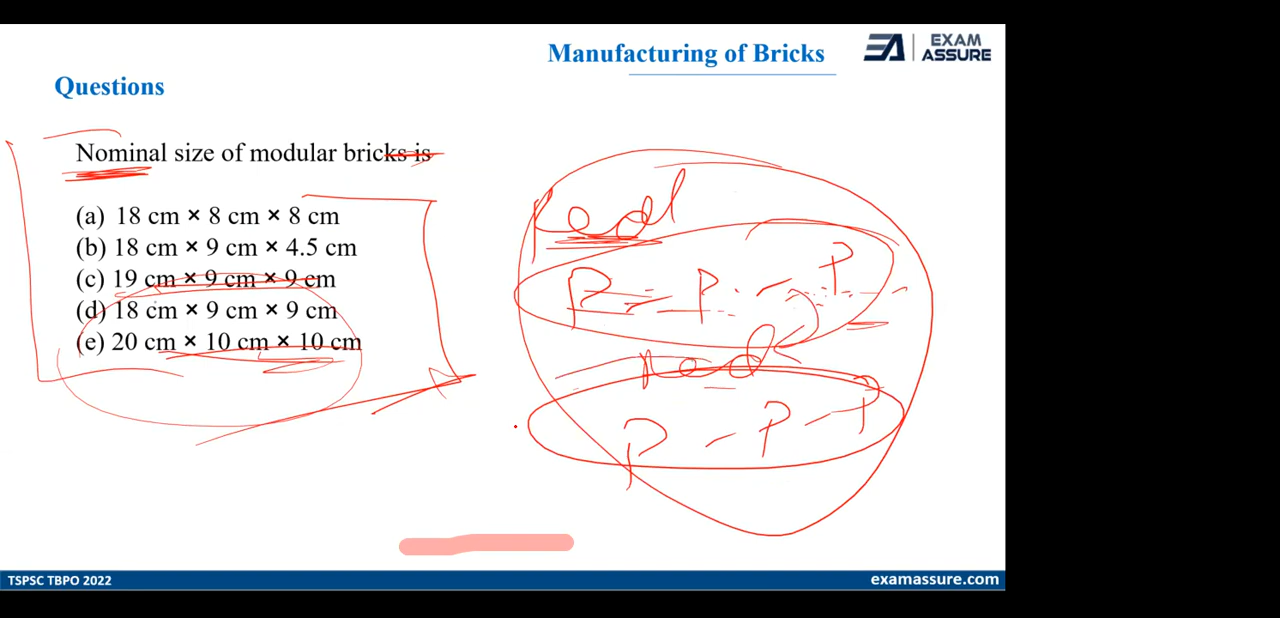 Manufacturing of Bricks
EXAM
ASSURE
Questions
Nominal size of modular bricks is
(a) 18 cm × 8 cm × 8 cm
(b) 18 cm × 9 cm × 4.5 cm
(c) 19 cm × 9 cm × 9 cm
(d) 18 cm × 9 cm × 9 cm
(e) 20 cm × 10 cm × 10 cm
Read
P - P - P
Read
P - P - P
TSPSC TBPO 2022
examassure.com